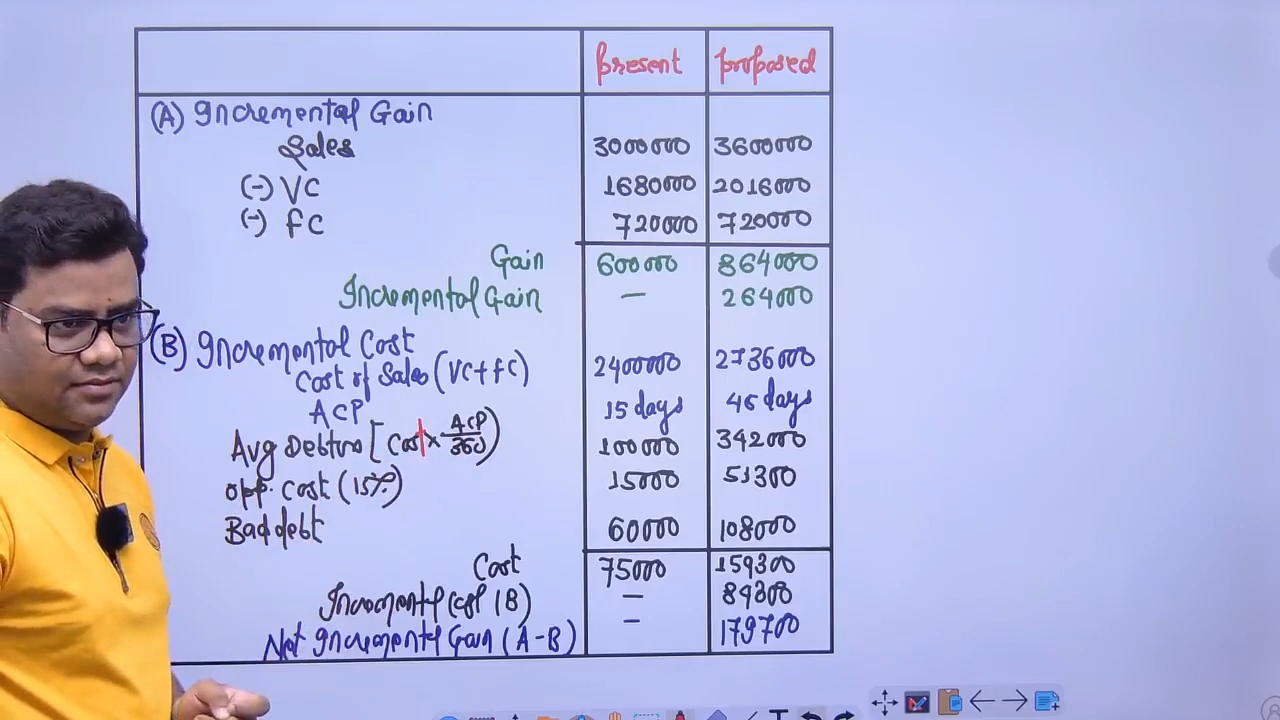 present proposed
(A) Incremental Gain
Sales 3000000 3600000
(-) VC 1680000 2016000
(-) FC 720000 720000
Gain 600000 864000
Incremental Gain — 264000
(B) Incremental Cost
Cost of Sales (VC+FC) 2400000 2736000
ACP 15 days 45 days
Avg Debtors [Cost × ACP/360) 100000 342000
opp. Cost (15%) 15000 51300
Bad debt 60000 108000
Cost 75000 159300
Incremental cost (B) — 84300
Net Incremental Gain (A-B) — 179700